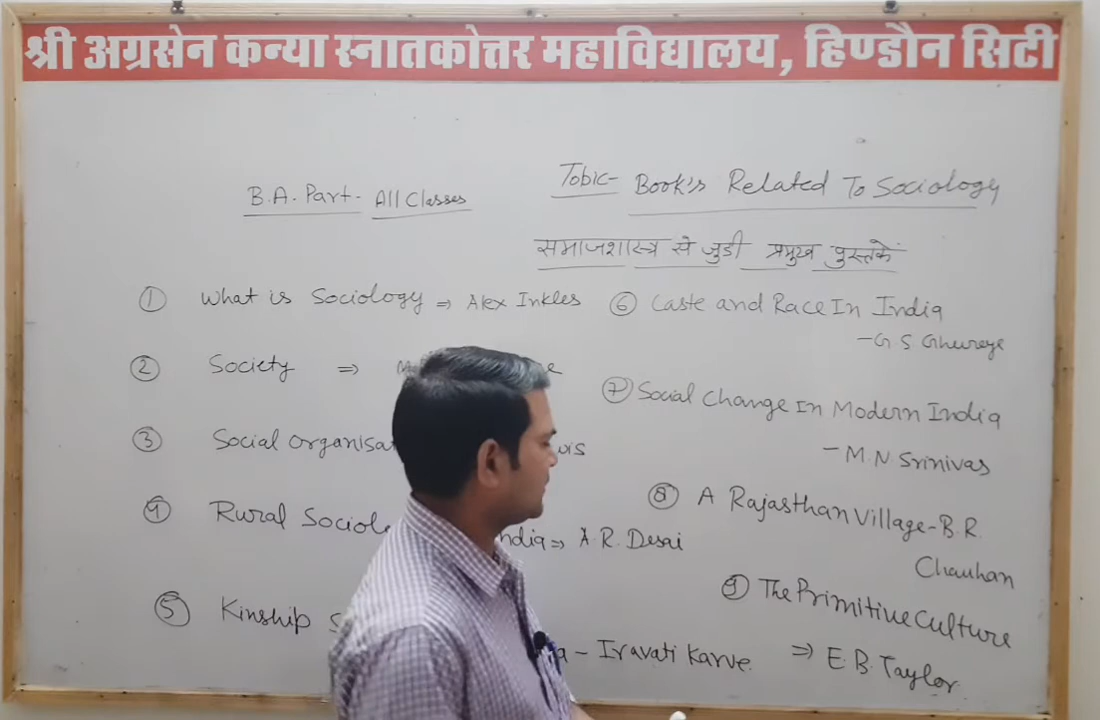 श्री अग्रसेन कन्या स्नातकोत्तर महाविद्यालय, हिण्डौन सिटी
B.A. Part- All Classes
Tobic- Book's Related To Sociology
समाजशास्त्र से जुडी प्रमुख पुस्तकें
① What is Sociology ⇒ Alex Inkles
② Society ⇒
③ Social Organisa
④ Rural Sociolo ndia ⇒ A.R. Desai
⑤ Kinship S a - Iravati Karve
⑥ Caste and Race In India
- G S Ghureye
⑦ Social Change In Modern India
- M N Srinivas
⑧ A Rajasthan Village - B.R.
Chauhan
⑨ The Primitive Culture
⇒ E.B. Taylor